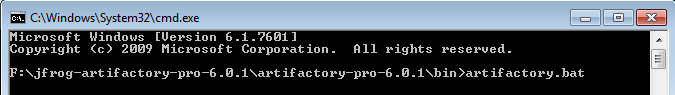 C:\Windows\System32\cmd.exe
Microsoft Windows [Version 6.1.7601]
Copyright (c) 2009 Microsoft Corporation.  All rights reserved.
F:\jfrog-artifactory-pro-6.0.1\artifactory-pro-6.0.1\bin>artifactory.bat